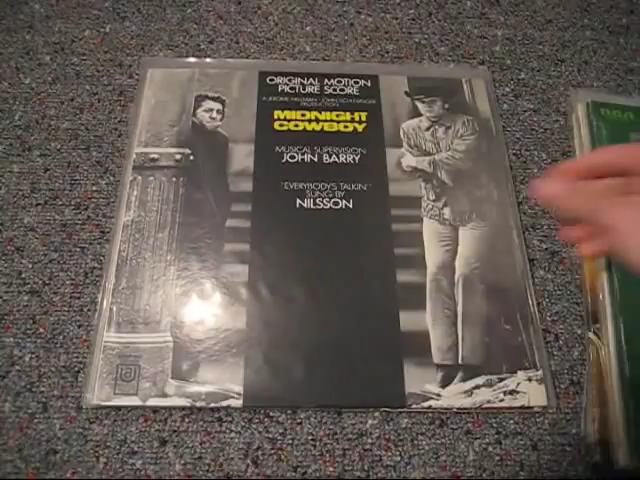 ORIGINAL MOTION
PICTURE SCORE
A JEROME HELLMAN - JOHN SCHLESINGER
PRODUCTION
MIDNIGHT
COWBOY
MUSICAL SUPERVISION
JOHN BARRY
"EVERYBODY'S TALKIN'"
SUNG BY
NILSSON